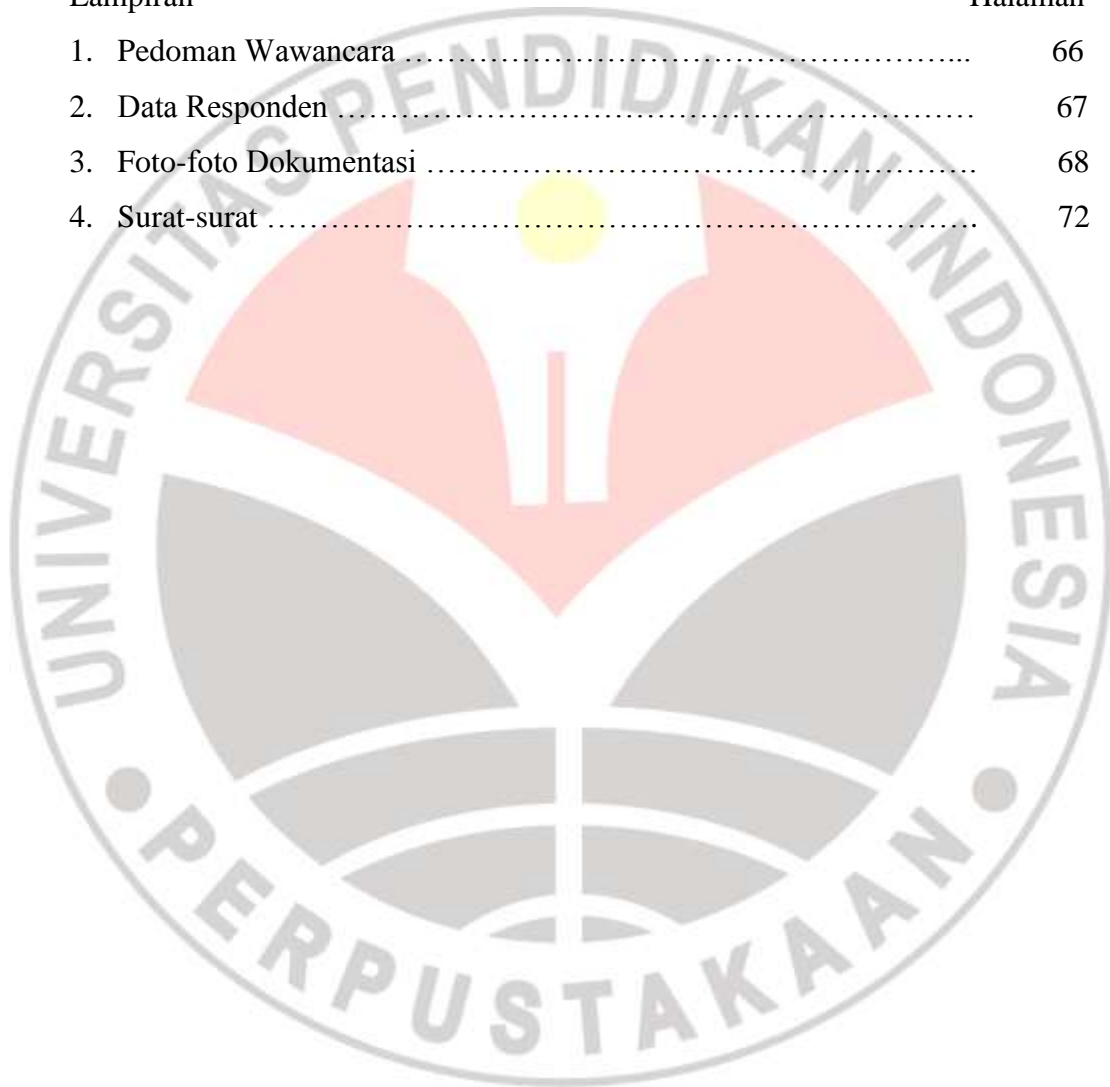 Lampiran Halaman
1. Pedoman Wawancara ……………………………………………... 66
2. Data Responden ………………………………………………… 67
3. Foto-foto Dokumentasi …………………………………………. 68
4. Surat-surat ………………………………………………………. 72
UNIVERSITAS PENDIDIKAN INDONESIA
PERPUSTAKAAN